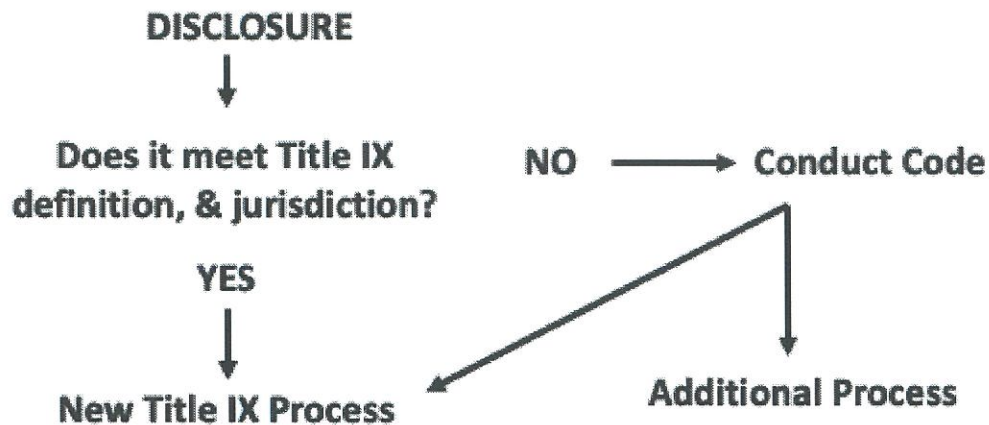 DISCLOSURE
Does it meet Title IX
definition, & jurisdiction?
NO
Conduct Code
YES
New Title IX Process
Additional Process